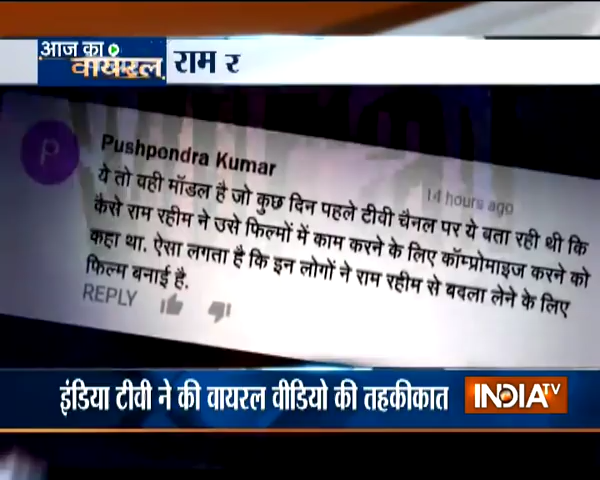 आज का
वायरल
राम र
P
Pushpendra Kumar
14 hours ago
ये तो वही मॉडल है जो कुछ दिन पहले टीवी चैनल पर ये बता रही थी कि
कैसे राम रहीम ने उसे फिल्मों में काम करने के लिए कॉम्प्रोमाइज करने को
कहा था. ऐसा लगता है कि इन लोगों ने राम रहीम से बदला लेने के लिए
फिल्म बनाई है.
REPLY
इंडिया टीवी ने की वायरल वीडियो की तहकीकात
INDIA TV